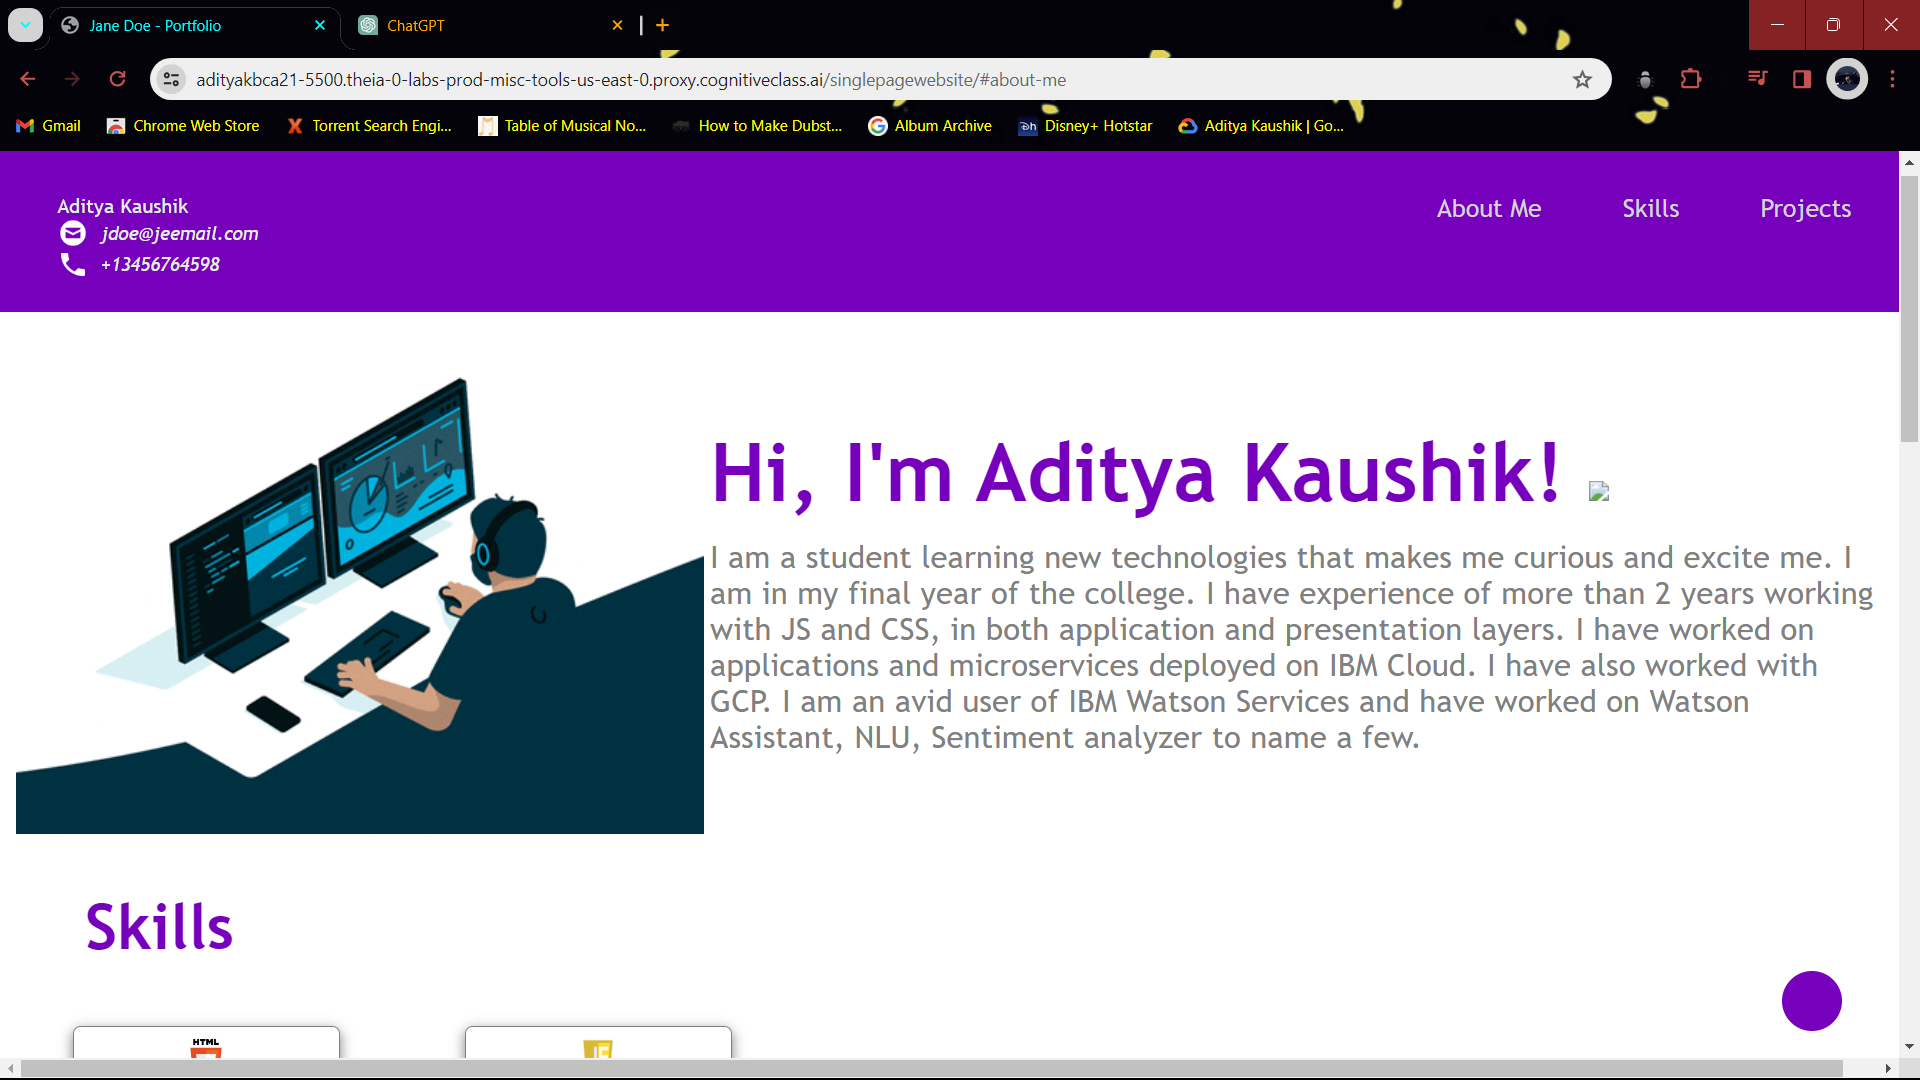 Jane Doe - Portfolio
ChatGPT
adityakbca21-5500.theia-0-labs-prod-misc-tools-us-east-0.proxy.cognitiveclass.ai/singlepagewebsite/#about-me
Gmail
Chrome Web Store
Torrent Search Engi...
Table of Musical No...
How to Make Dubst...
Album Archive
Disney+ Hotstar
Aditya Kaushik | Go...
Aditya Kaushik
jdoe@jeemail.com
+13456764598
About Me
Skills
Projects
Hi, I'm Aditya Kaushik!
I am a student learning new technologies that makes me curious and excite me. I
am in my final year of the college. I have experience of more than 2 years working
with JS and CSS, in both application and presentation layers. I have worked on
applications and microservices deployed on IBM Cloud. I have also worked with
GCP. I am an avid user of IBM Watson Services and have worked on Watson
Assistant, NLU, Sentiment analyzer to name a few.
Skills
HTML